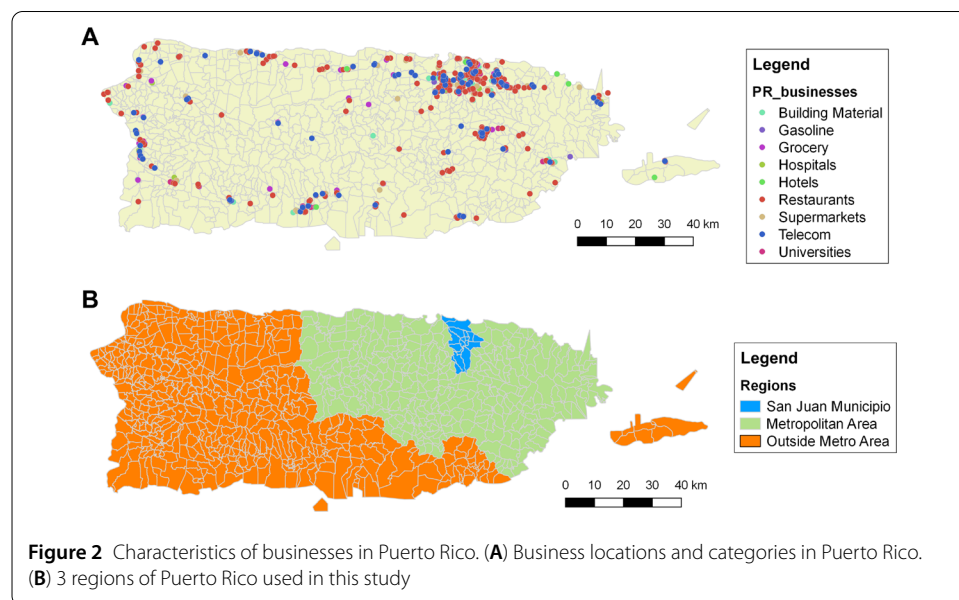 A
Legend
PR_businesses
Building Material
Gasoline
Grocery
Hospitals
Hotels
Restaurants
Supermarkets
Telecom
Universities
0 10 20 30 40 km
B
Legend
Regions
San Juan Municipio
Metropolitan Area
Outside Metro Area
0 10 20 30 40 km
Figure 2 Characteristics of businesses in Puerto Rico. (A) Business locations and categories in Puerto Rico.
(B) 3 regions of Puerto Rico used in this study